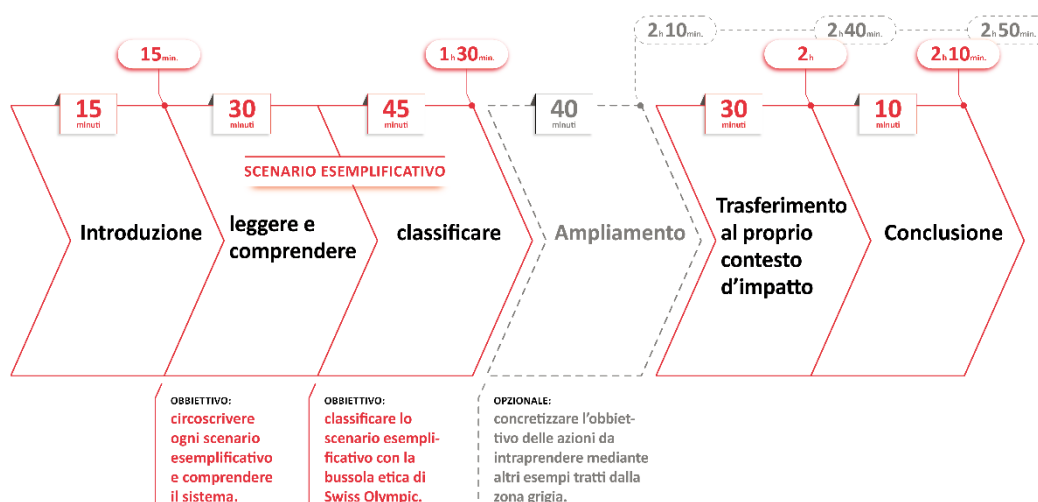 2h10min.
2h40min.
2h50min.
15min.
1h30min.
2h
2h10min.
15
minuti
30
minuti
45
minuti
40
minuti
30
minuti
10
minuti
SCENARIO ESEMPLIFICATIVO
Introduzione
leggere e
comprendere
classificare
Ampliamento
Trasferimento
al proprio
contesto
d'impatto
Conclusione
OBBIETTIVO:
circoscrivere
ogni scenario
esemplificativo
e comprendere
il sistema.
OBBIETTIVO:
classificare lo
scenario esempli-
ficativo con la
bussola etica di
Swiss Olympic.
OPZIONALE:
concretizzare l'obbiet-
tivo delle azioni da
intraprendere mediante
altri esempi tratti dalla
zona grigia.